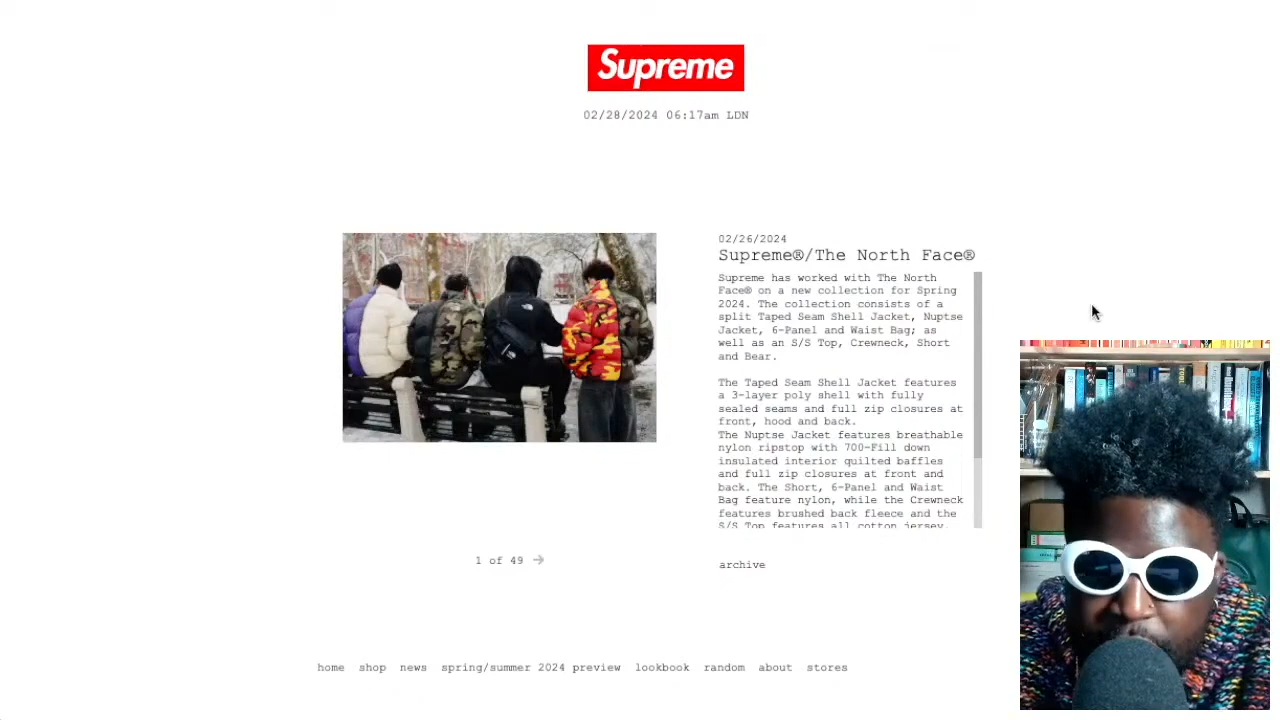 Supreme
02/28/2024 06:17am LDN
02/26/2024
Supreme®/The North Face®
Supreme has worked with The North
Face® on a new collection for Spring
2024. The collection consists of a
split Taped Seam Shell Jacket, Nuptse
Jacket, 6-Panel and Waist Bag; as
well as an S/S Top, Crewneck, Short
and Bear.
The Taped Seam Shell Jacket features
a 3-layer poly shell with fully
sealed seams and full zip closures at
front, hood and back.
The Nuptse Jacket features breathable
nylon ripstop with 700-Fill down
insulated interior quilted baffles
and full zip closures at front and
back. The Short, 6-Panel and Waist
Bag feature nylon, while the Crewneck
features brushed back fleece and the
S/S Top features all cotton jersey.
1 of 49 →
archive
home shop news spring/summer 2024 preview lookbook random about stores